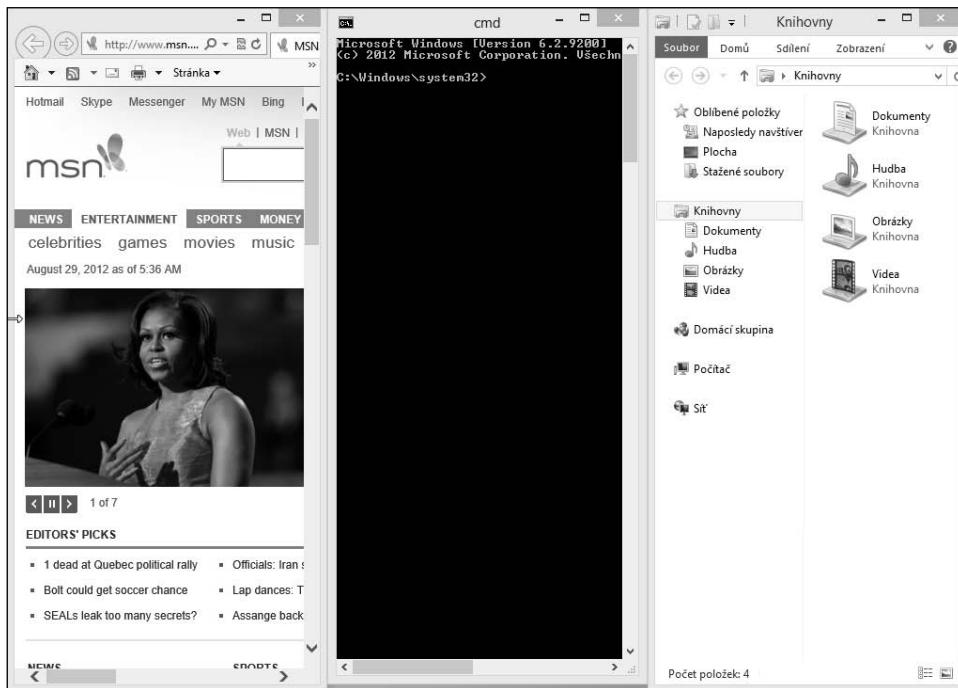 http://www.msn....
MSN
Stránka
Hotmail Skype Messenger My MSN Bing
Web | MSN |
msn
NEWS ENTERTAINMENT SPORTS MONEY
celebrities games movies music
August 29, 2012 as of 5:36 AM
1 of 7
EDITORS' PICKS
1 dead at Quebec political rally
Officials: Iran
Bolt could get soccer chance
Lap dances: T
SEALs leak too many secrets?
Assange back
NEWS SPORTS
C:\.
cmd
Microsoft Windows [Version 6.2.9200]
(c) 2012 Microsoft Corporation. Všechn
C:\Windows\system32>
Knihovny
Soubor Domů Sdílení Zobrazení
Knihovny
Oblíbené položky
Naposledy navštíver
Plocha
Stažené soubory
Knihovny
Dokumenty
Hudba
Obrázky
Videa
Domácí skupina
Počítač
Síť
Dokumenty
Knihovna
Hudba
Knihovna
Obrázky
Knihovna
Videa
Knihovna
Počet položek: 4